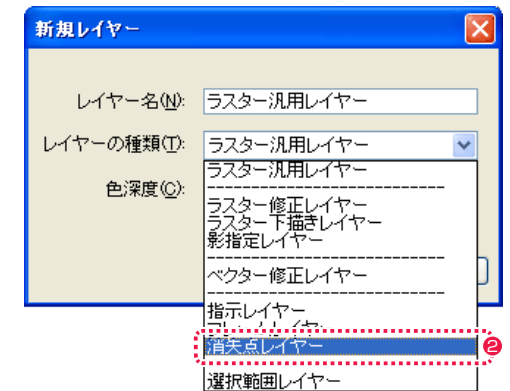 新規レイヤー
レイヤー名(N): ラスター汎用レイヤー
レイヤーの種類(T): ラスター汎用レイヤー
色深度(C):
ラスター汎用レイヤー
ラスター修正レイヤー
ラスター下描きレイヤー
影指定レイヤー
ベクター修正レイヤー
指示レイヤー
消失点レイヤー
2
選択範囲レイヤー